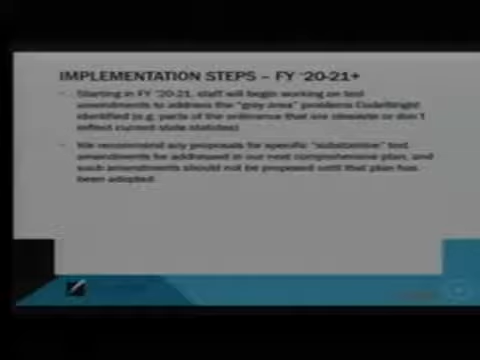 IMPLEMENTATION STEPS – FY '20-21+
Starting in FY '20-21, staff will begin working on text
amendments to address the "grey area" problems CodeWright
identified (e.g. parts of the ordinance that are obsolete or don't
reflect current state statutes)
We recommend any proposals for specific "substantive" text
amendments be addressed in our next comprehensive plan, and
such amendments should not be proposed until that plan has
been adopted